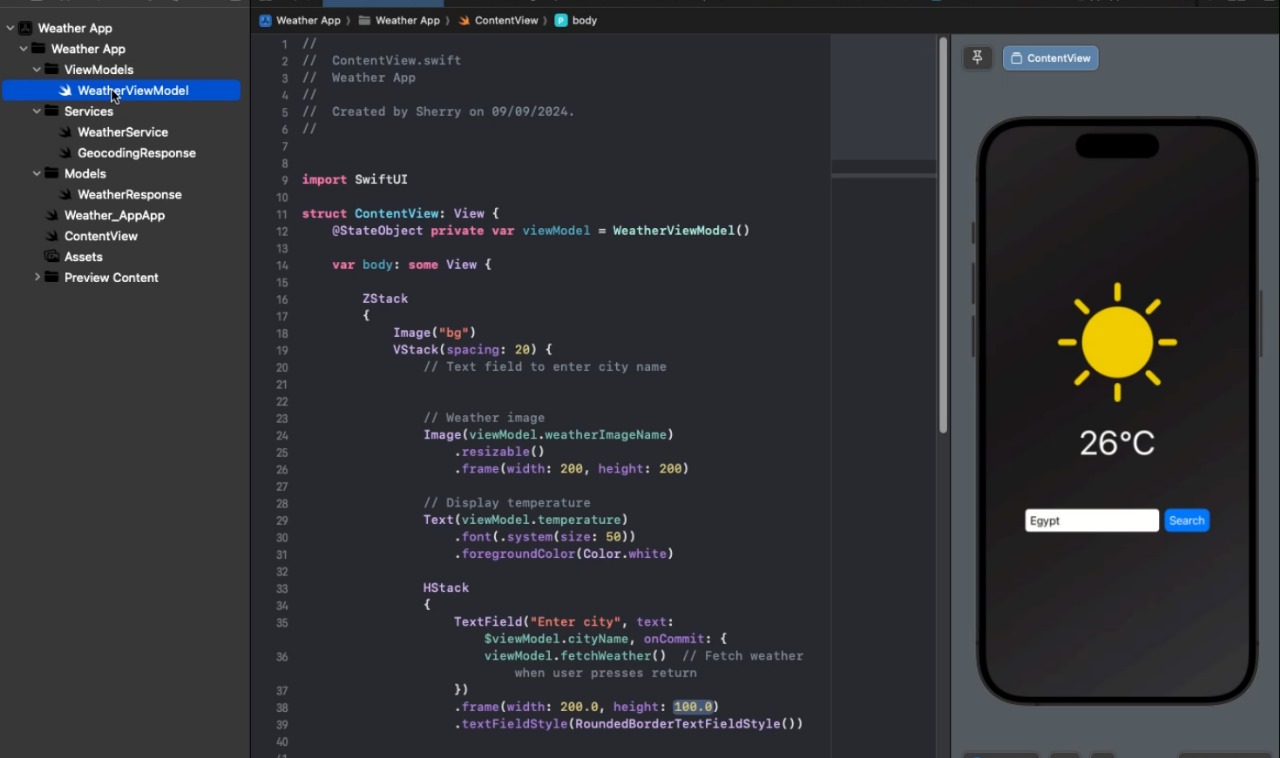 Weather App
Weather App
ViewModels
WeatherViewModel
Services
WeatherService
GeocodingResponse
Models
WeatherResponse
Weather_AppApp
ContentView
Assets
Preview Content
Weather App 〉 Weather App 〉 ContentView 〉 P body
1 //
2 //  ContentView.swift
3 //  Weather App
4 //
5 //  Created by Sherry on 09/09/2024.
6 //
7
8
9 import SwiftUI
10
11 struct ContentView: View {
12     @StateObject private var viewModel = WeatherViewModel()
13
14     var body: some View {
15
16         ZStack
17         {
18             Image("bg")
19             VStack(spacing: 20) {
20                 // Text field to enter city name
21
22
23                 // Weather image
24                 Image(viewModel.weatherImageName)
25                     .resizable()
26                     .frame(width: 200, height: 200)
27
28                 // Display temperature
29                 Text(viewModel.temperature)
30                     .font(.system(size: 50))
31                     .foregroundColor(Color.white)
32
33                 HStack
34                 {
35                     TextField("Enter city", text:
                        $viewModel.cityName, onCommit: {
36                         viewModel.fetchWeather()  // Fetch weather
                            when user presses return
37                     })
38                     .frame(width: 200.0, height: 100.0)
39                     .textFieldStyle(RoundedBorderTextFieldStyle())
40
41
ContentView
26°C
Egypt
Search